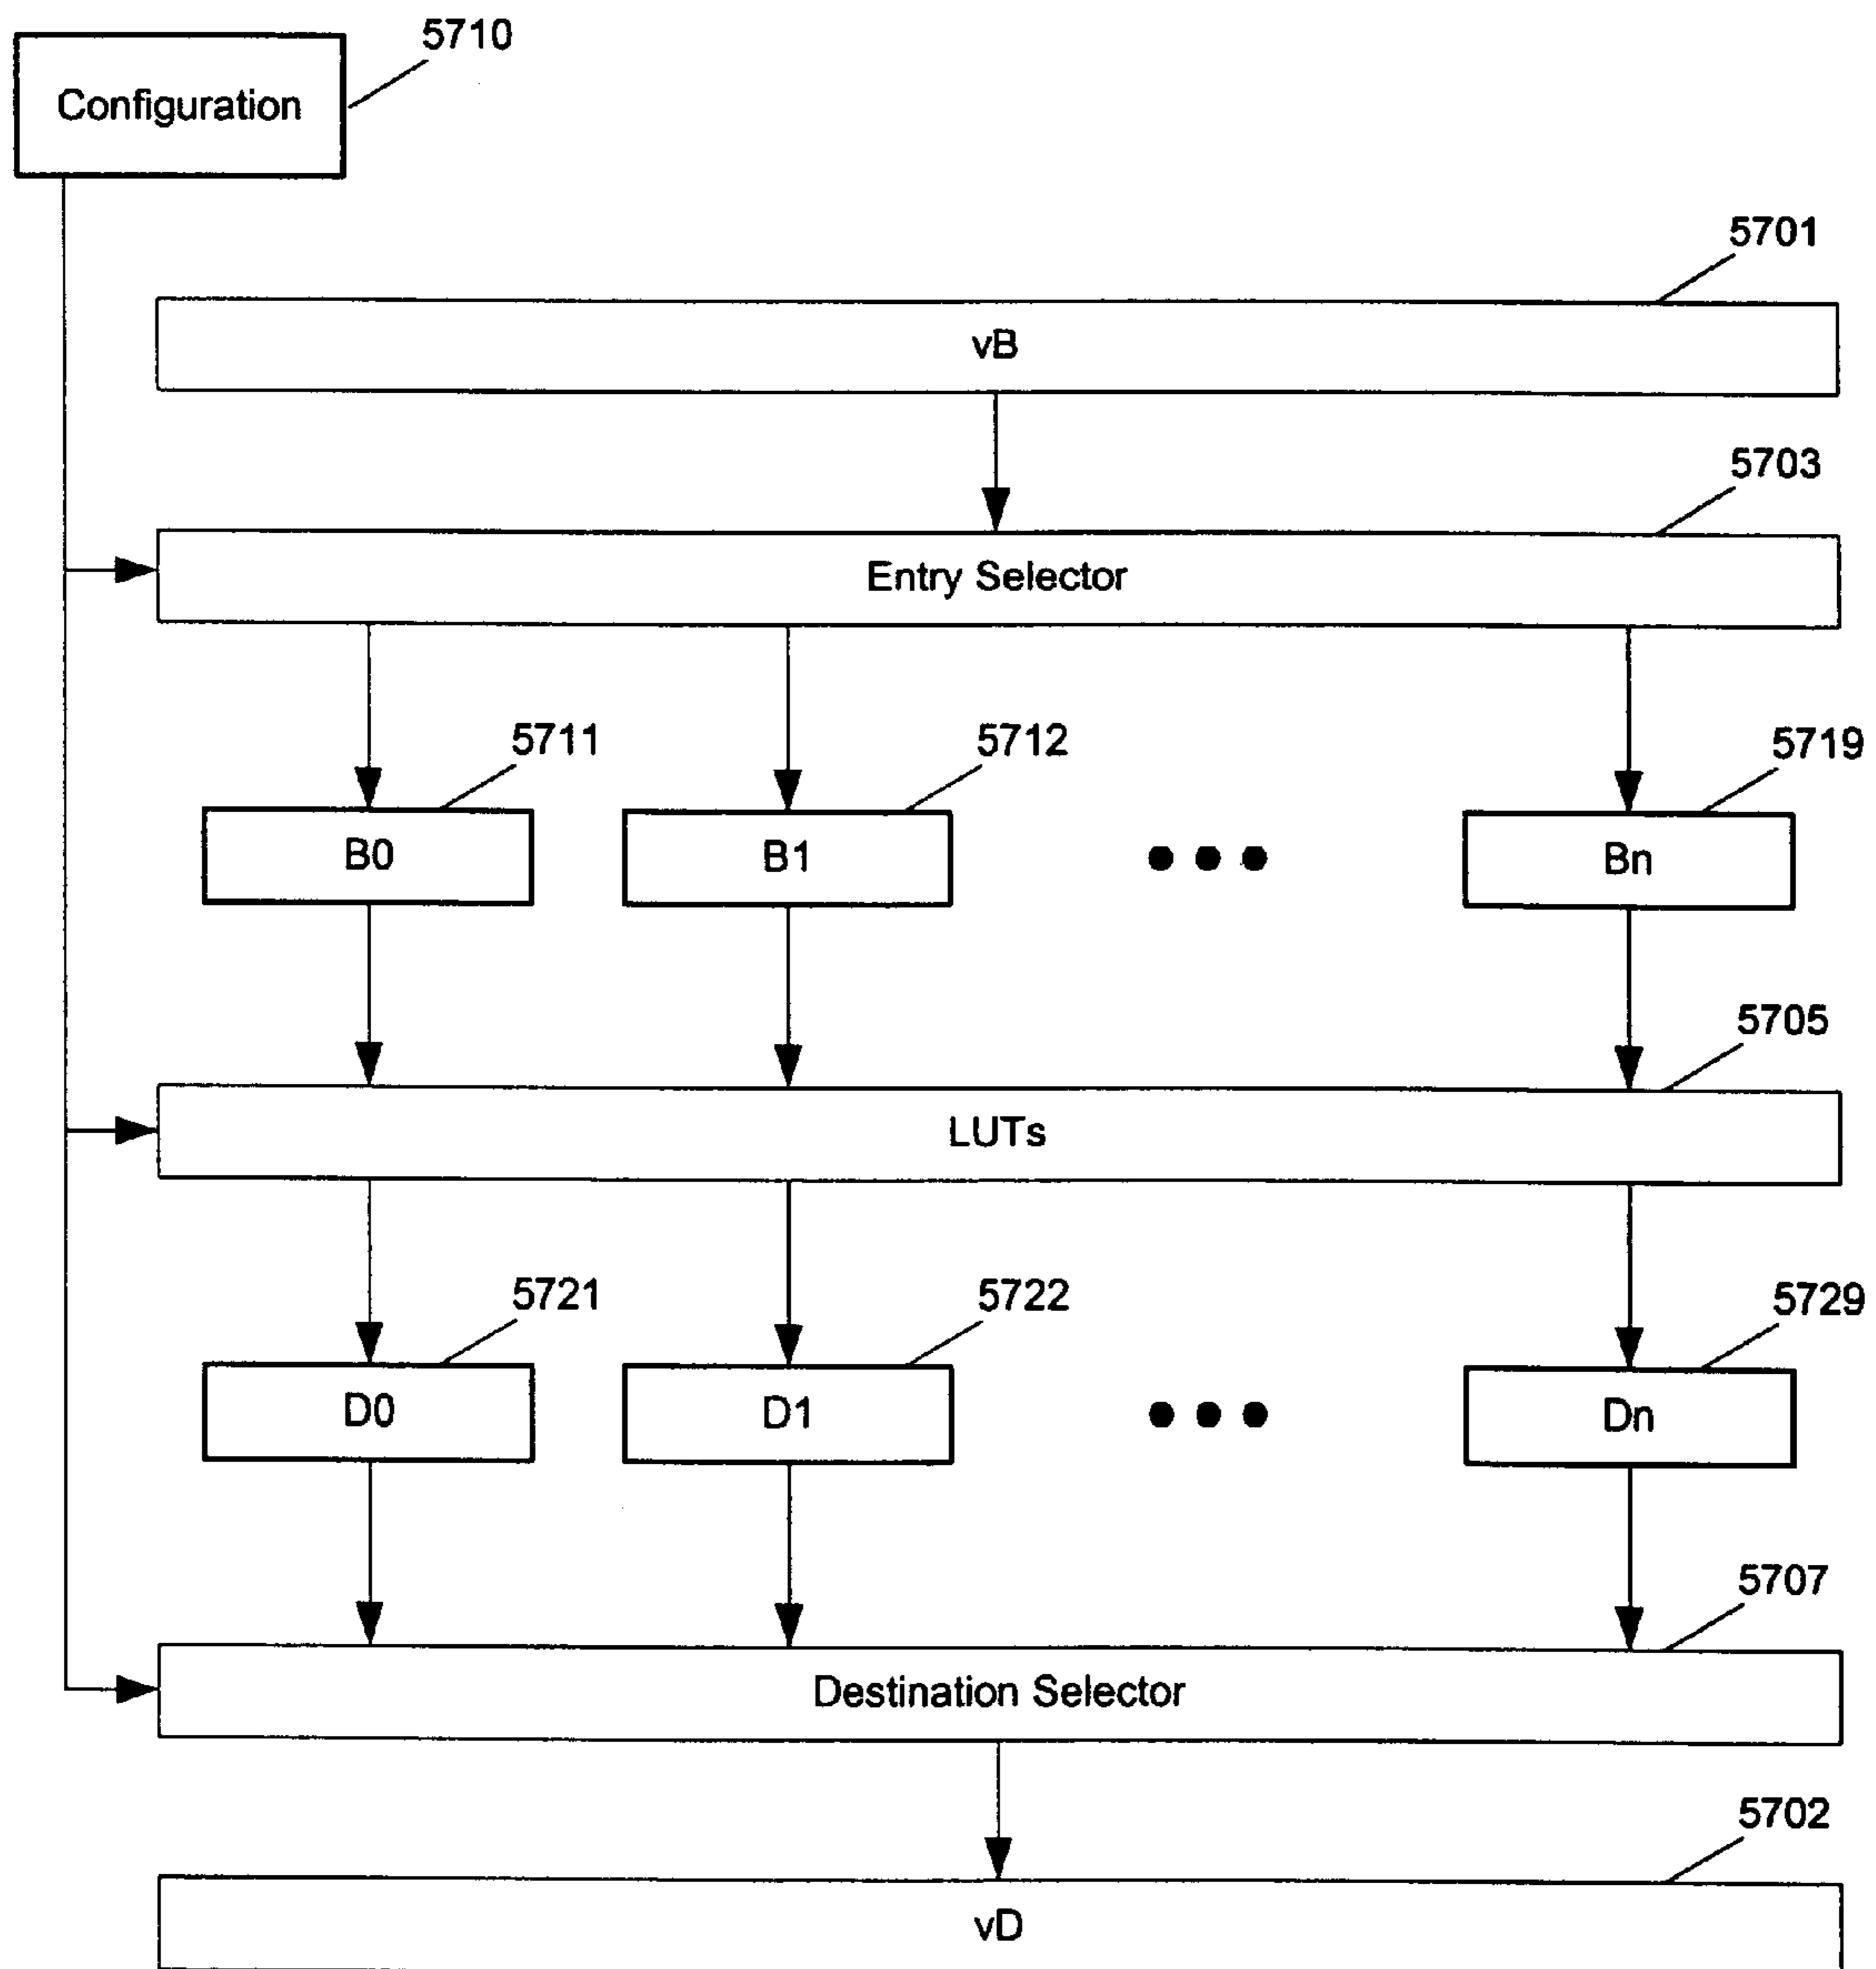 5710
Configuration
5701
vB
5703
Entry Selector
5711 5712 5719
B0 B1 Bn
5705
LUTs
5721 5722 5729
D0 D1 Dn
5707
Destination Selector
5702
vD